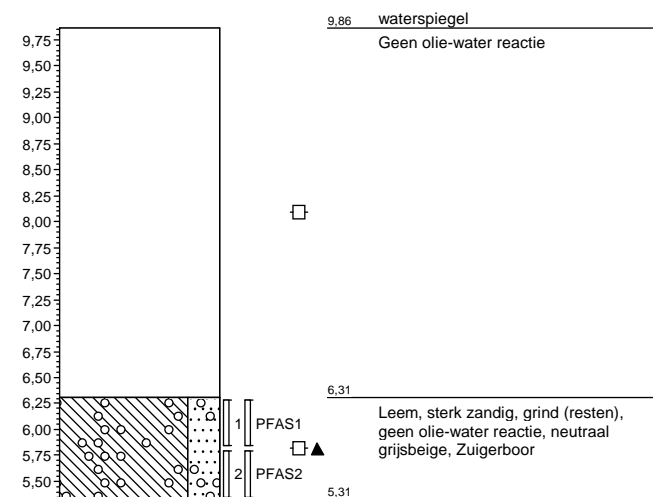 9,86 waterspiegel
Geen olie-water reactie
9,75
9,50
9,25
9,00
8,75
8,50
8,25
8,00
7,75
7,50
7,25
7,00
6,75
6,50
6,31
6,25
6,00
5,75
5,50
1 PFAS1
2 PFAS2
Leem, sterk zandig, grind (resten),
geen olie-water reactie, neutraal
grijsbeige, Zuigerboor
5,31